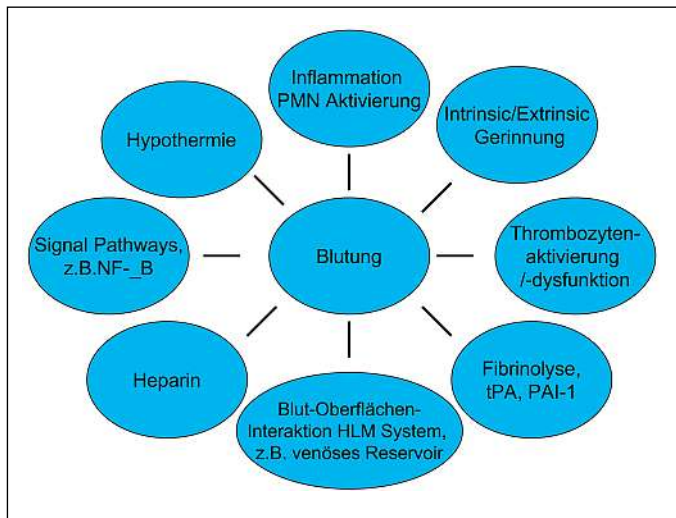 Inflammation
PMN Aktivierung
Intrinsic/Extrinsic
Gerinnung
Hypothermie
Thrombozyten-
aktivierung
/-dysfunktion
Signal Pathways,
z.B.NF-_B
Blutung
Fibrinolyse,
tPA, PAI-1
Heparin
Blut-Oberflächen-
Interaktion HLM System,
z.B. venöses Reservoir